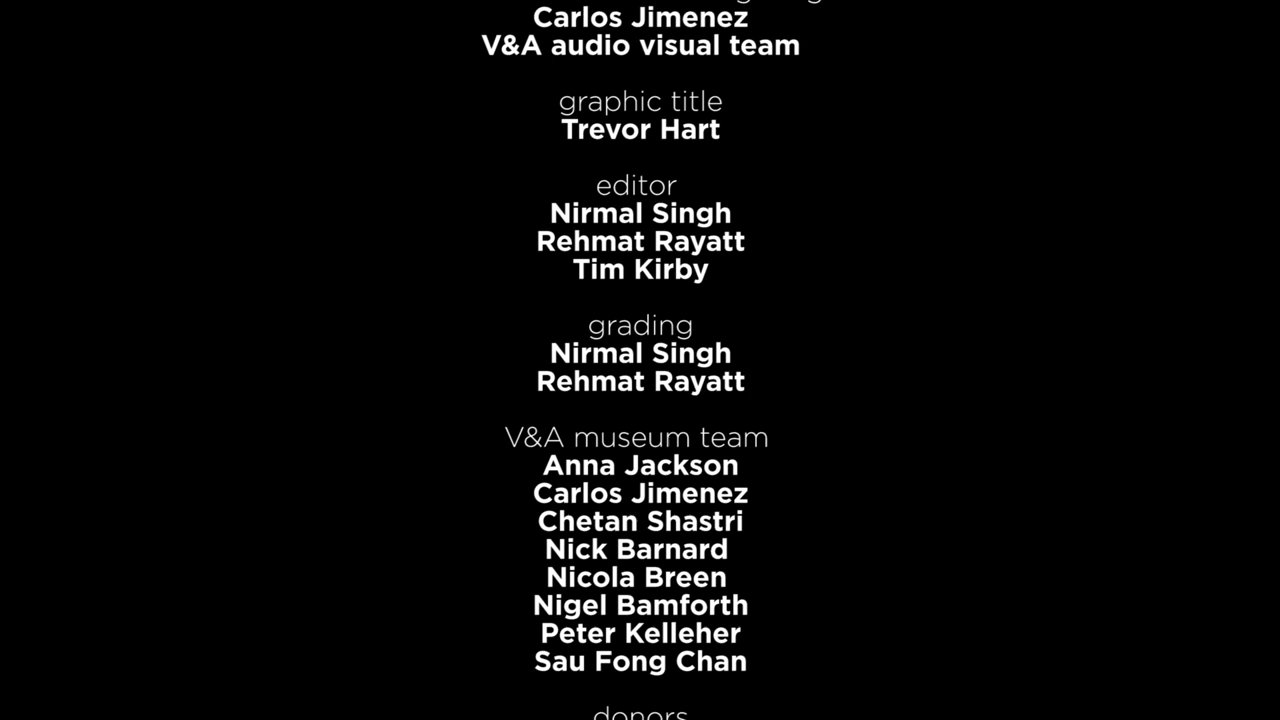 Carlos Jimenez
V&A audio visual team
graphic title
Trevor Hart
editor
Nirmal Singh
Rehmat Rayatt
Tim Kirby
grading
Nirmal Singh
Rehmat Rayatt
V&A museum team
Anna Jackson
Carlos Jimenez
Chetan Shastri
Nick Barnard
Nicola Breen
Nigel Bamforth
Peter Kelleher
Sau Fong Chan
donors